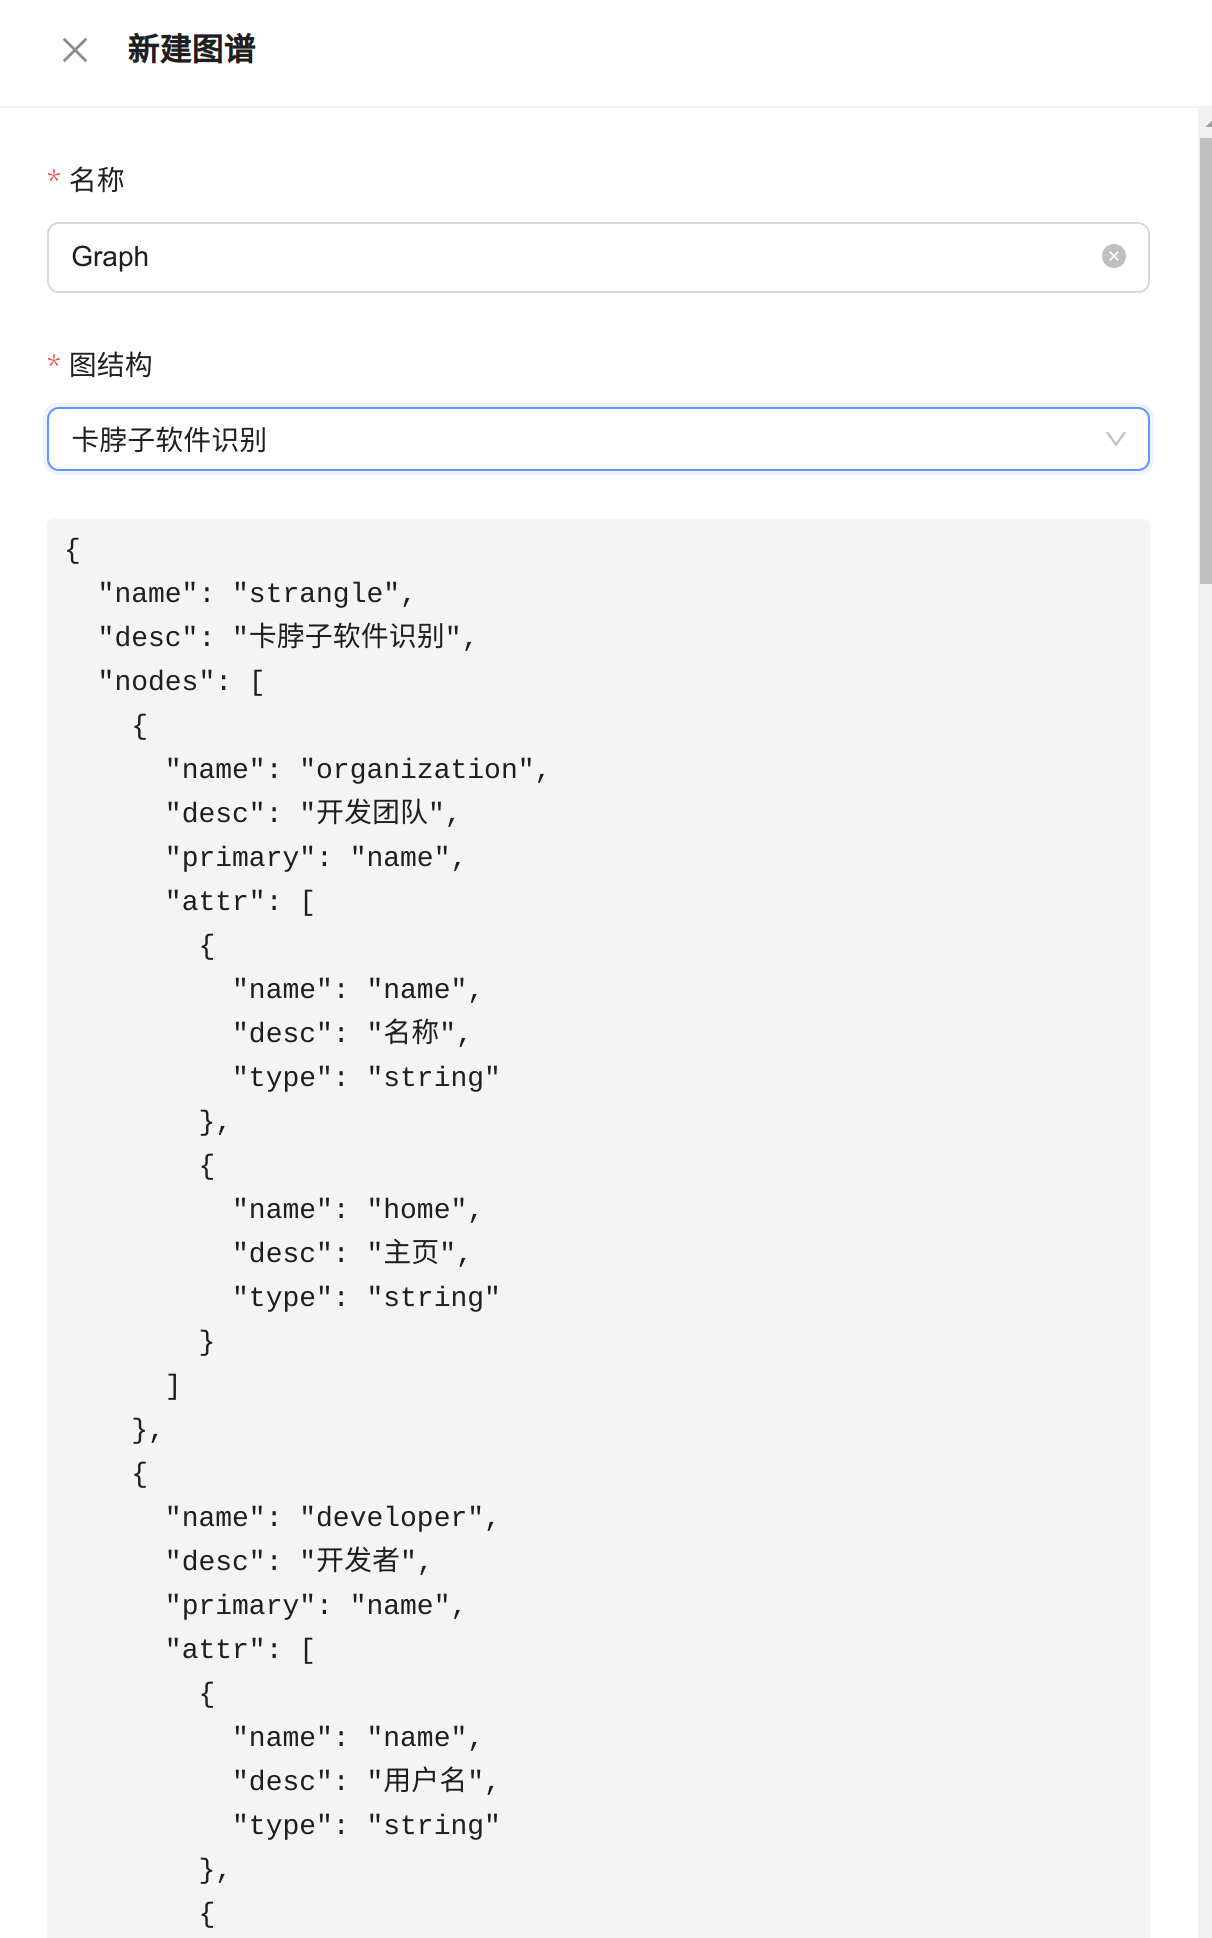 新建图谱
* 名称
Graph
* 图结构
卡脖子软件识别
{
  "name": "strangle",
  "desc": "卡脖子软件识别",
  "nodes": [
    {
      "name": "organization",
      "desc": "开发团队",
      "primary": "name",
      "attr": [
        {
          "name": "name",
          "desc": "名称",
          "type": "string"
        },
        {
          "name": "home",
          "desc": "主页",
          "type": "string"
        }
      ]
    },
    {
      "name": "developer",
      "desc": "开发者",
      "primary": "name",
      "attr": [
        {
          "name": "name",
          "desc": "用户名",
          "type": "string"
        },
        {